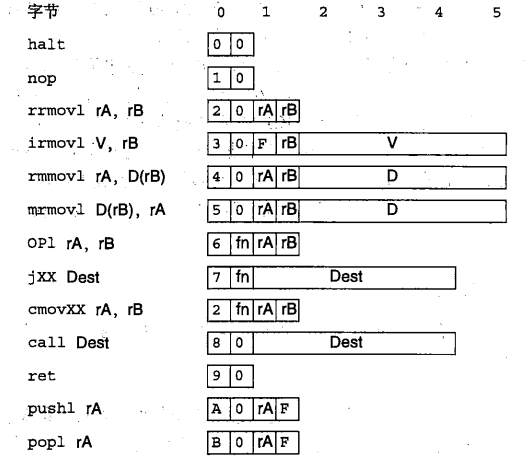 字节 0 1 2 3 4 5
halt 0 0
nop 1 0
rrmovl rA, rB 2 0 rA rB
irmovl V, rB 3 0 F rB V
rmmovl rA, D(rB) 4 0 rA rB D
mrmovl D(rB), rA 5 0 rA rB D
OPl rA, rB 6 fn rA rB
jXX Dest 7 fn Dest
cmovXX rA, rB 2 fn rA rB
call Dest 8 0 Dest
ret 9 0
pushl rA A 0 rA F
popl rA B 0 rA F